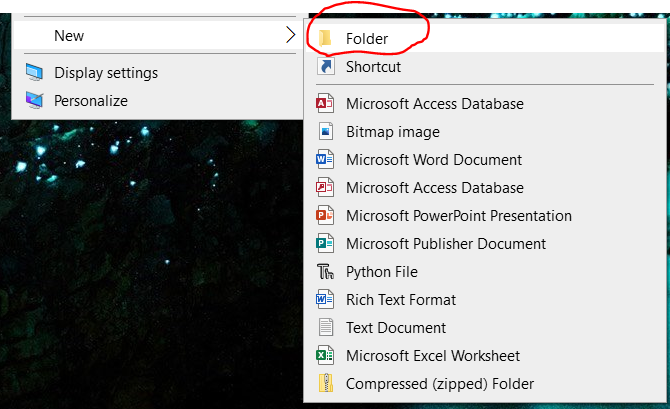 New
Display settings
Personalize
Folder
Shortcut
Microsoft Access Database
Bitmap image
Microsoft Word Document
Microsoft Access Database
Microsoft PowerPoint Presentation
Microsoft Publisher Document
Python File
Rich Text Format
Text Document
Microsoft Excel Worksheet
Compressed (zipped) Folder